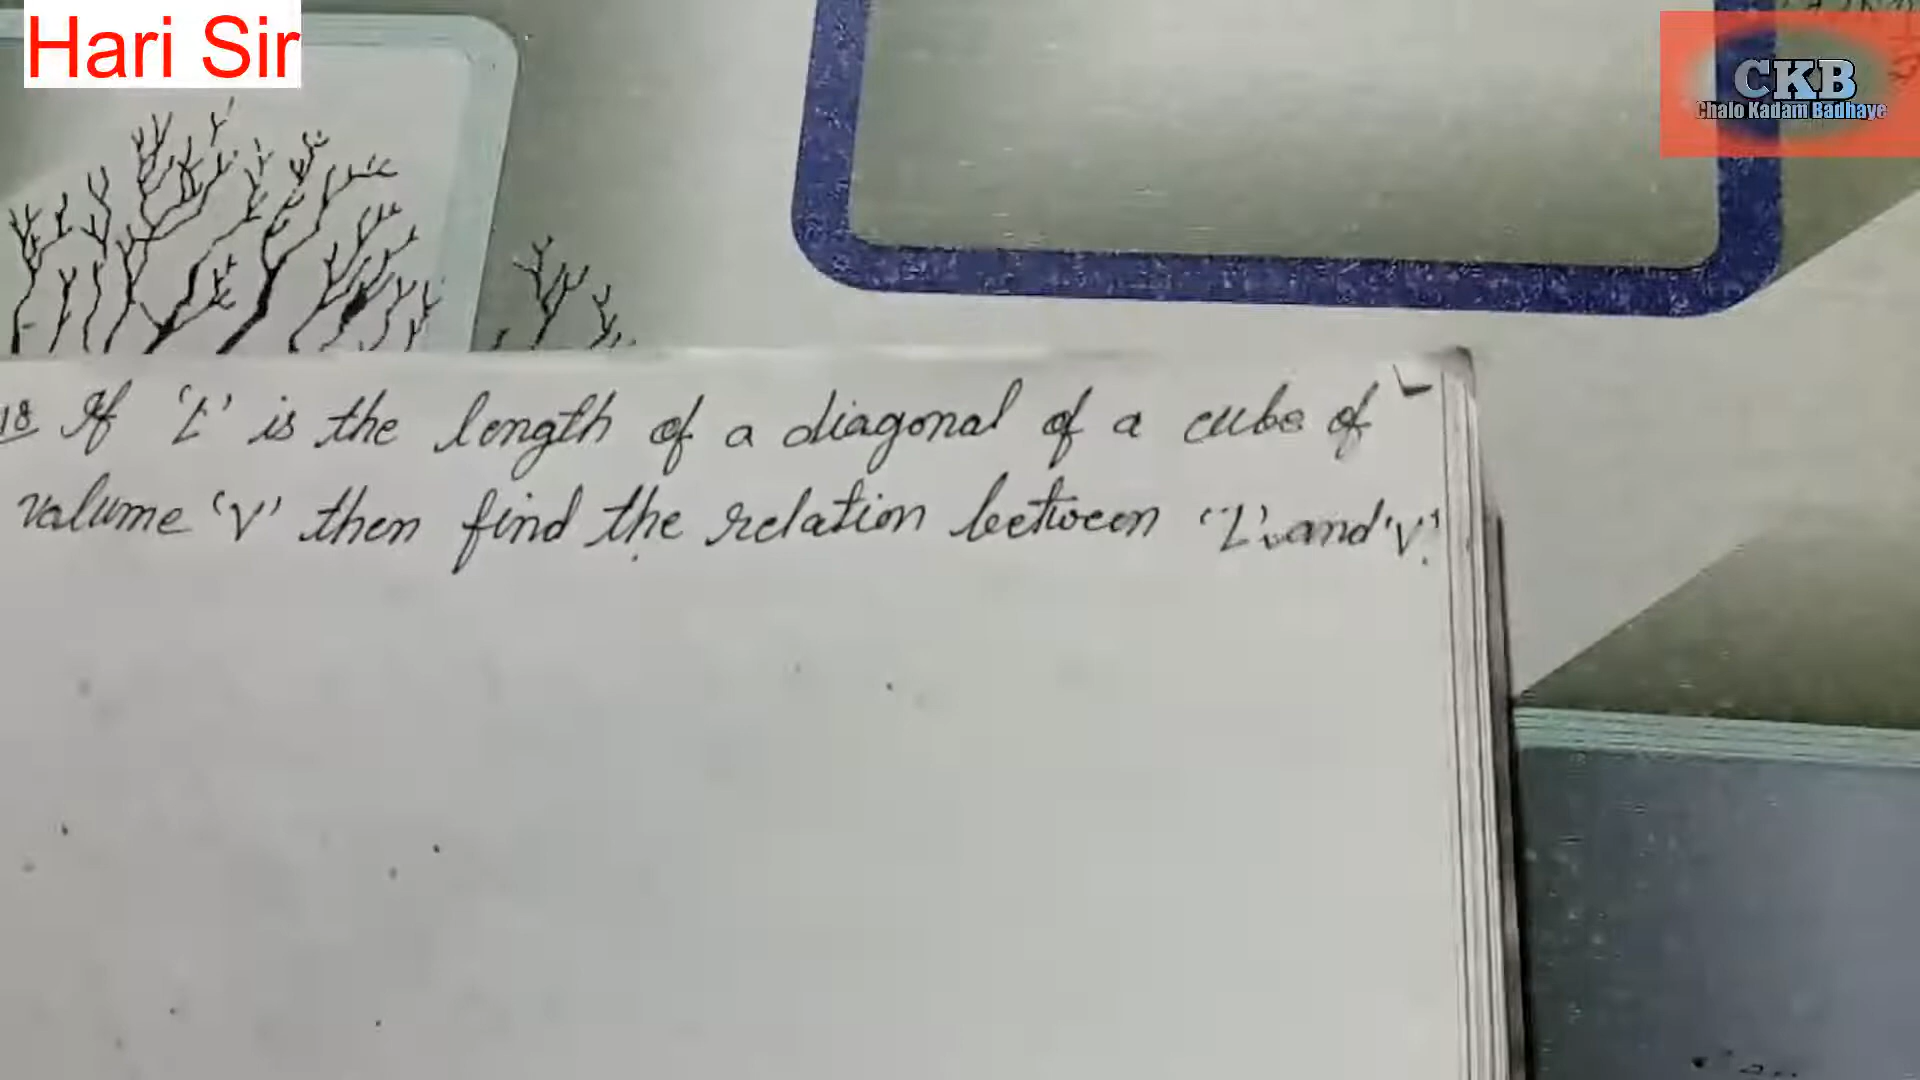 Hari Sir
CKB
Chalo Kadam Badhaye
18 If 'L' is the length of a diagonal of a cube of
volume 'V' then find the relation between 'L' and 'V'.